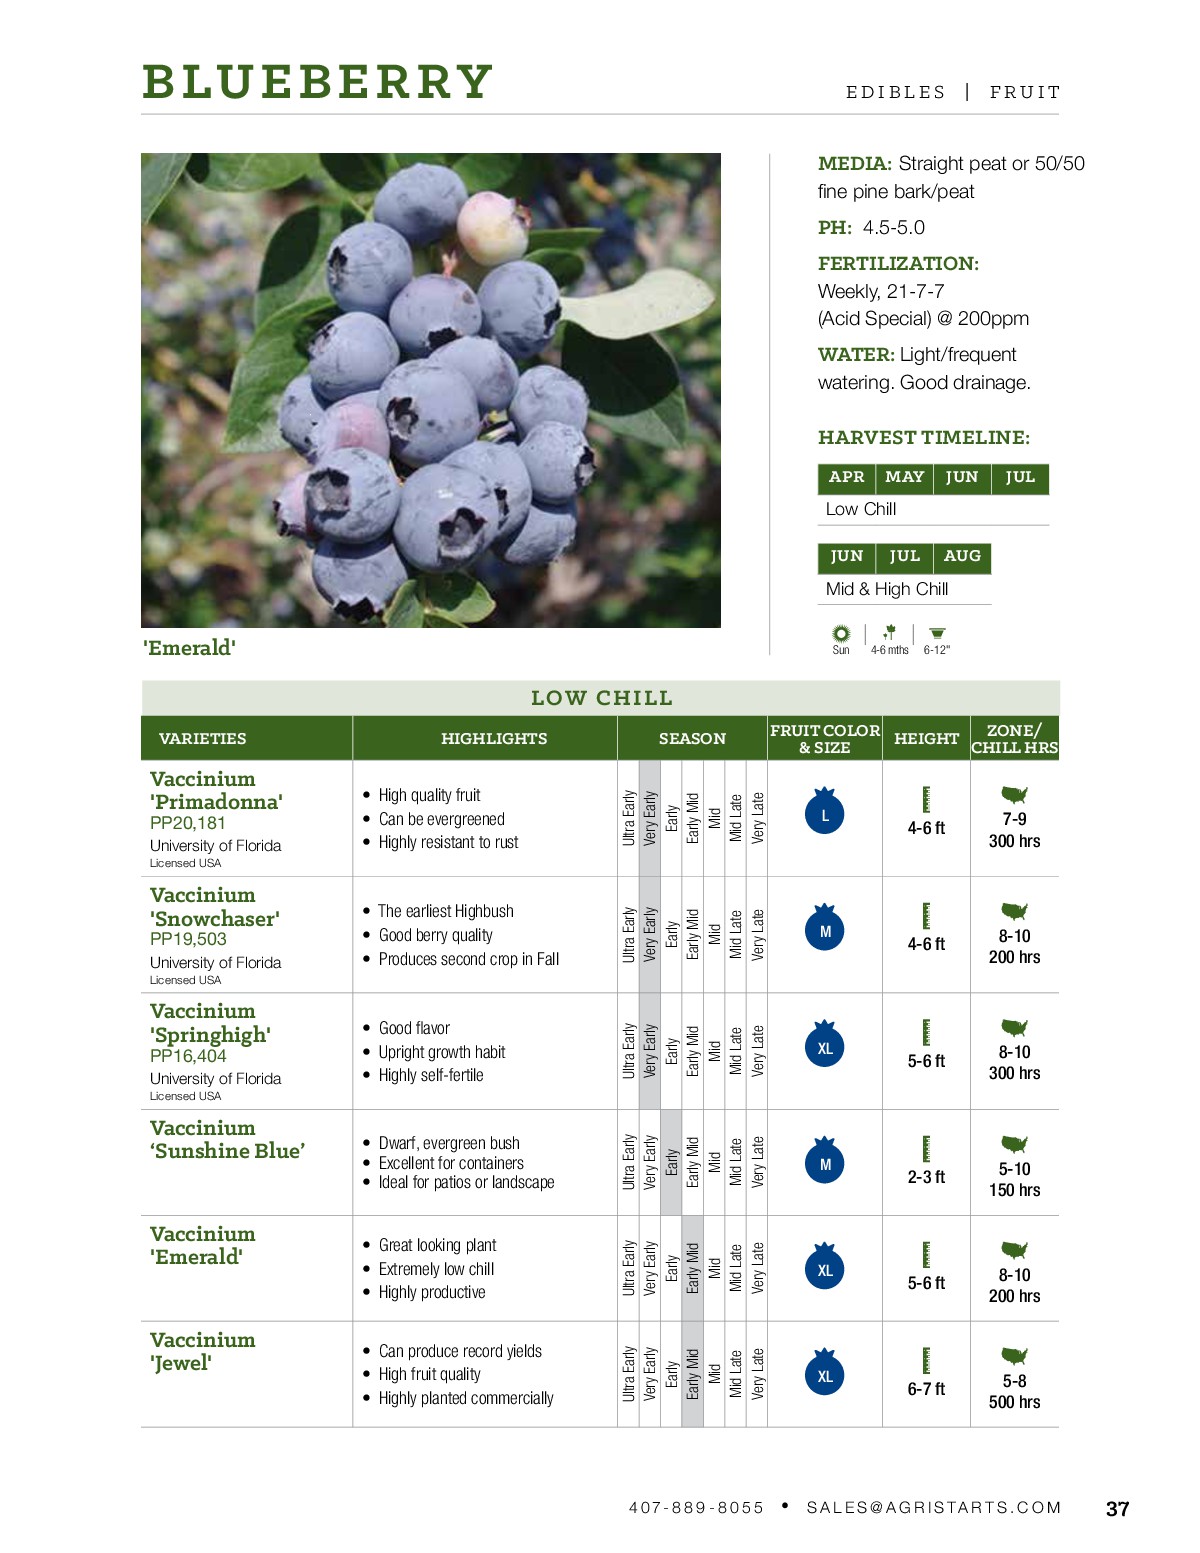 BLUEBERRY
EDIBLES | FRUIT
MEDIA: Straight peat or 50/50
fine pine bark/peat
PH: 4.5-5.0
FERTILIZATION:
Weekly, 21-7-7
(Acid Special) @ 200ppm
WATER: Light/frequent
watering. Good drainage.
HARVEST TIMELINE:
APR MAY JUN JUL
Low Chill
JUN JUL AUG
Mid & High Chill
Sun 4-6 mths 6-12"
'Emerald'
LOW CHILL
VARIETIES HIGHLIGHTS SEASON FRUIT COLOR & SIZE HEIGHT ZONE/ CHILL HRS
Vaccinium
'Primadonna'
PP20,181
University of Florida
Licensed USA
• High quality fruit
• Can be evergreened
• Highly resistant to rust
Ultra Early
Very Early
Early
Early Mid
Mid
Mid Late
Very Late
L
4-6 ft
7-9
300 hrs
Vaccinium
'Snowchaser'
PP19,503
University of Florida
Licensed USA
• The earliest Highbush
• Good berry quality
• Produces second crop in Fall
Ultra Early
Very Early
Early
Early Mid
Mid
Mid Late
Very Late
M
4-6 ft
8-10
200 hrs
Vaccinium
'Springhigh'
PP16,404
University of Florida
Licensed USA
• Good flavor
• Upright growth habit
• Highly self-fertile
Ultra Early
Very Early
Early
Early Mid
Mid
Mid Late
Very Late
XL
5-6 ft
8-10
300 hrs
Vaccinium
‘Sunshine Blue’
• Dwarf, evergreen bush
• Excellent for containers
• Ideal for patios or landscape
Ultra Early
Very Early
Early
Early Mid
Mid
Mid Late
Very Late
M
2-3 ft
5-10
150 hrs
Vaccinium
'Emerald'
• Great looking plant
• Extremely low chill
• Highly productive
Ultra Early
Very Early
Early
Early Mid
Mid
Mid Late
Very Late
XL
5-6 ft
8-10
200 hrs
Vaccinium
'Jewel'
• Can produce record yields
• High fruit quality
• Highly planted commercially
Ultra Early
Very Early
Early
Early Mid
Mid
Mid Late
Very Late
XL
6-7 ft
5-8
500 hrs
407-889-8055 • SALES@AGRISTARTS.COM 37